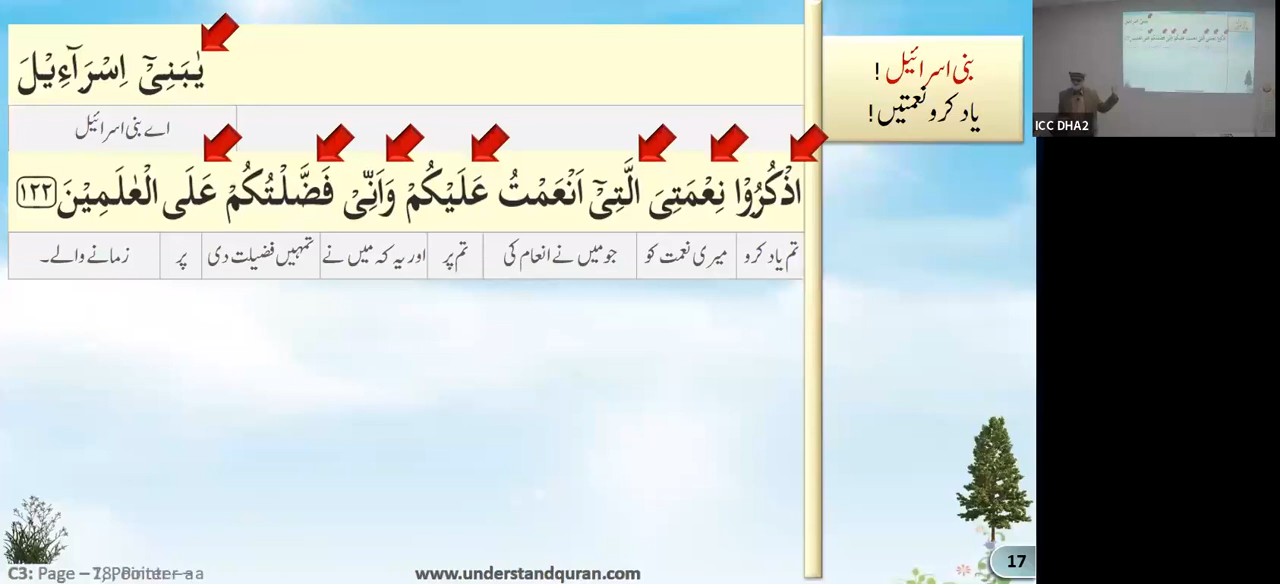 يٰبَنِىْٓ اِسْرَآءِيْلَ
اے بنی اسرائیل
اذْكُرُوْا نِعْمَتِىَ الَّتِىْٓ اَنْعَمْتُ عَلَيْكُمْ وَاَنِّىْ فَضَّلْتُكُمْ عَلَى الْعٰلَمِيْنَ ١٢٢
تم یاد کرو میری نعمت کو جو میں نے انعام کی تم پر اور یہ کہ میں نے تمہیں فضیلت دی پر زمانے والے۔
بنی اسرائیل !
یاد کرو نعمتیں !
ICC DHA2
C3: Page –
www.understandquran.com
17